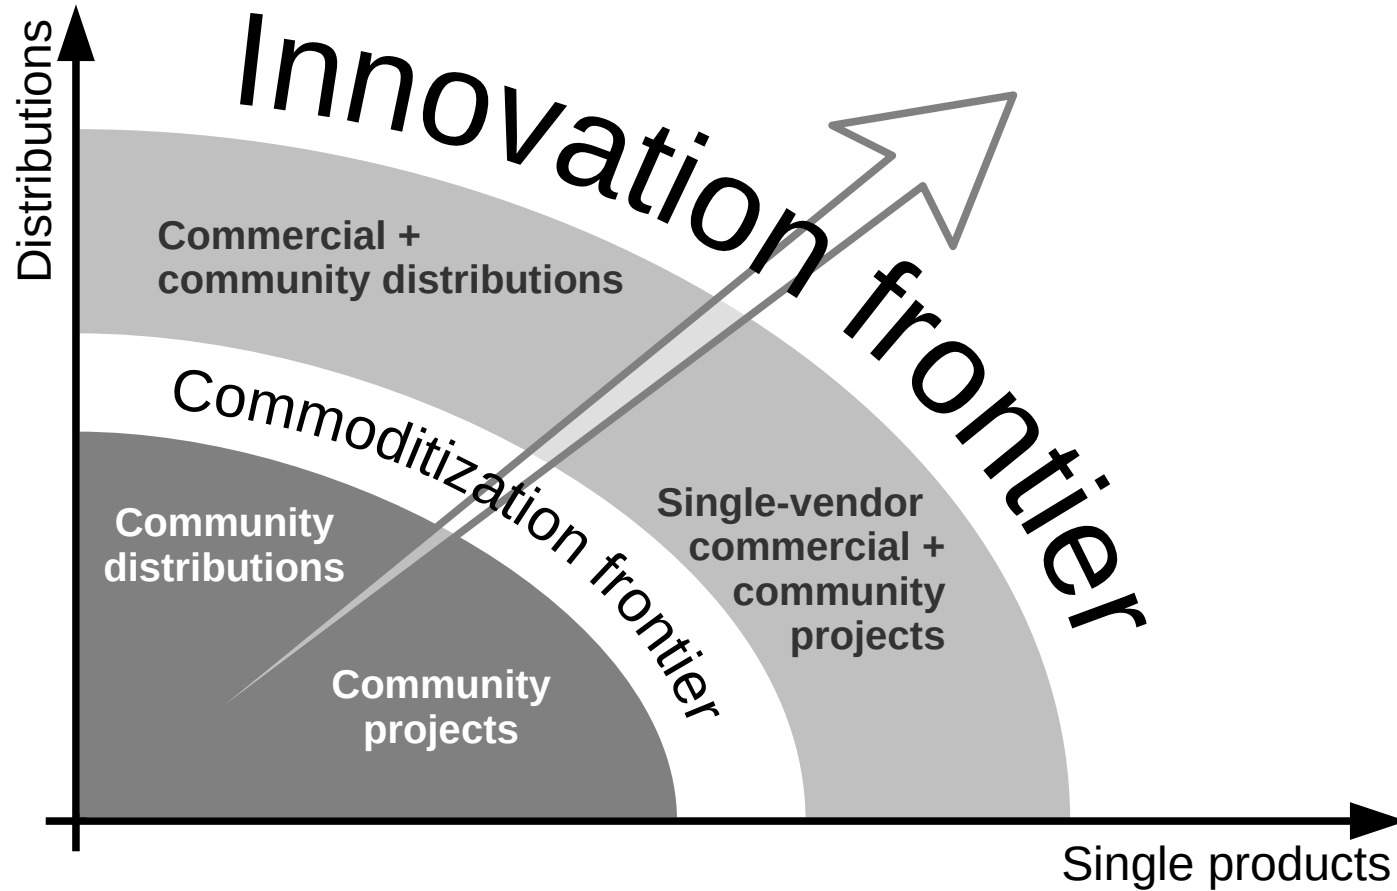 Distributions
Innovation frontier
Commercial +
community distributions
Commoditization frontier
Single-vendor
commercial +
community
projects
Community
distributions
Community
projects
Single products